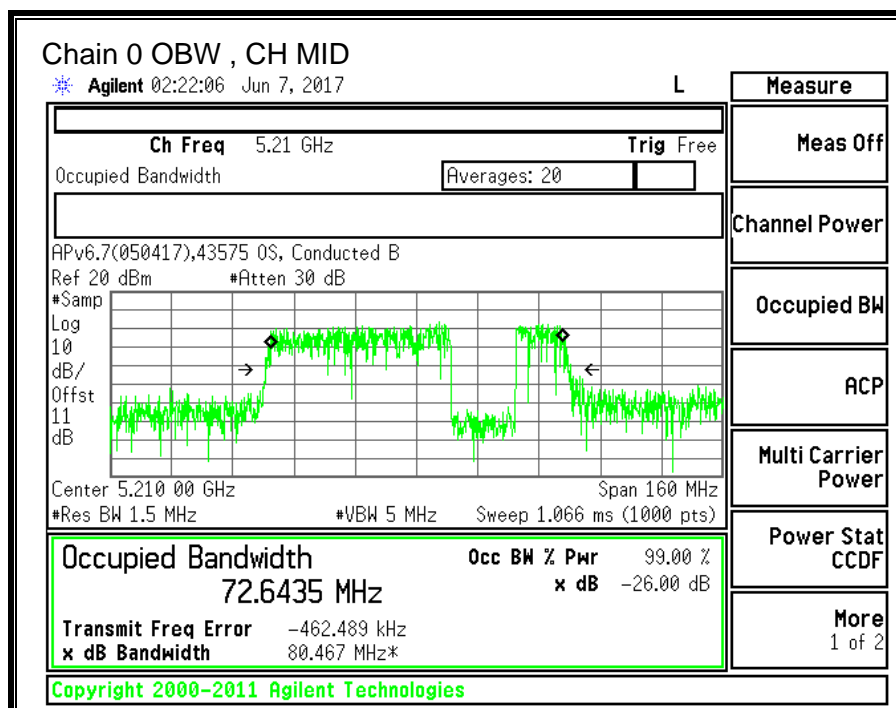 Chain 0 OBW , CH MID
Agilent 02:22:06 Jun 7, 2017 L
Measure
Ch Freq 5.21 GHz Trig Free
Meas Off
Occupied Bandwidth Averages: 20
Channel Power
APv6.7(050417),43575 OS, Conducted B
Ref 20 dBm #Atten 30 dB
#Samp
Log
10
dB/
Offst
11
dB
Occupied BW
ACP
Center 5.210 00 GHz Span 160 MHz
#Res BW 1.5 MHz #VBW 5 MHz Sweep 1.066 ms (1000 pts)
Multi Carrier
Power
Occupied Bandwidth Occ BW % Pwr 99.00 %
72.6435 MHz x dB -26.00 dB
Power Stat
CCDF
Transmit Freq Error -462.489 kHz
x dB Bandwidth 80.467 MHz*
More
1 of 2
Copyright 2000-2011 Agilent Technologies